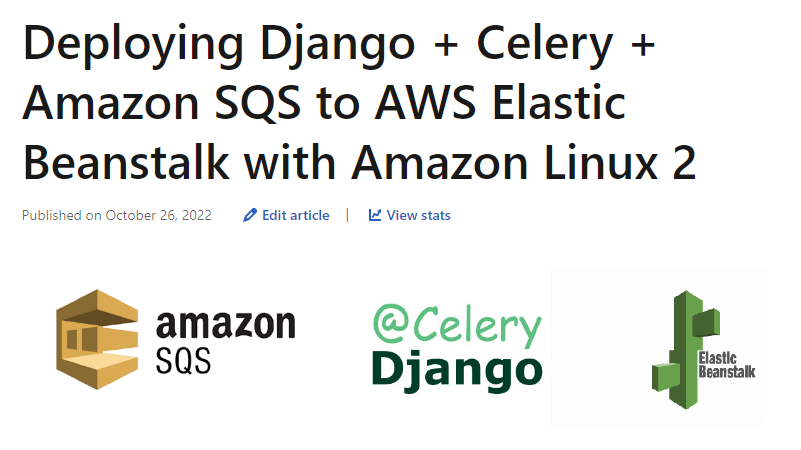 Deploying Django + Celery +
Amazon SQS to AWS Elastic
Beanstalk with Amazon Linux 2
Published on October 26, 2022 Edit article | View stats
amazon
SQS
@Celery
Django
Elastic
Beanstalk